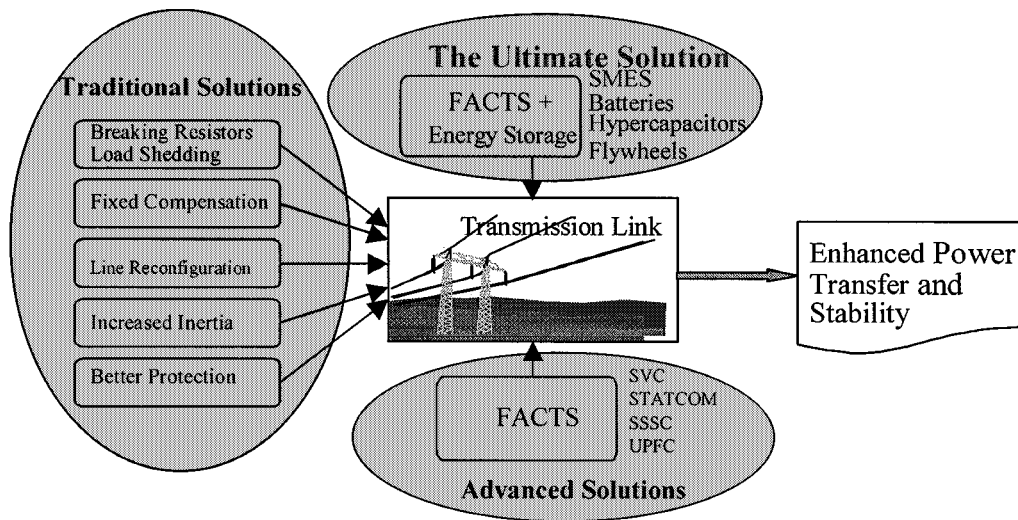 Traditional Solutions
Breaking Resistors
Load Shedding
Fixed Compensation
Line Reconfiguration
Increased Inertia
Better Protection
The Ultimate Solution
FACTS +
Energy Storage
SMES
Batteries
Hypercapacitors
Flywheels
Transmission Link
Enhanced Power
Transfer and
Stability
FACTS
SVC
STATCOM
SSSC
UPFC
Advanced Solutions